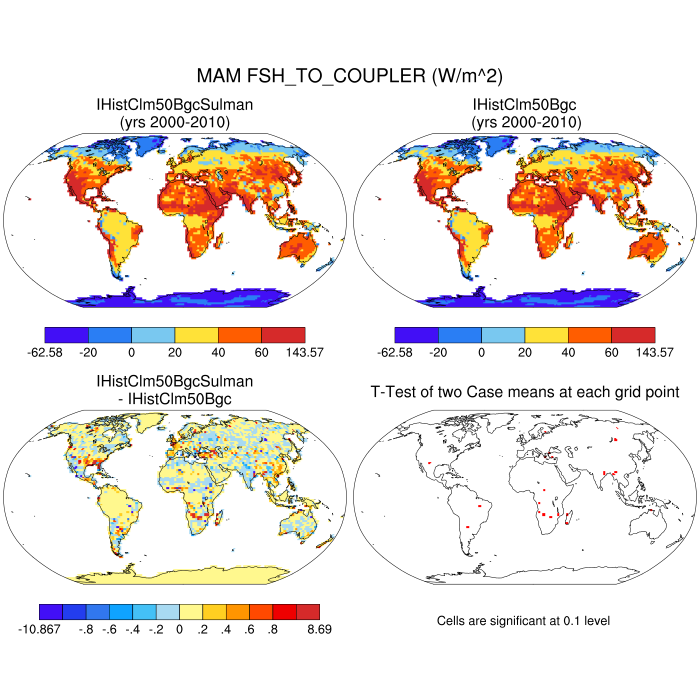 MAM FSH_TO_COUPLER (W/m^2)
IHistClm50BgcSulman
(yrs 2000-2010)
IHistClm50Bgc
(yrs 2000-2010)
-62.58 -20 0 20 40 60 143.57
-62.58 -20 0 20 40 60 143.57
IHistClm50BgcSulman
- IHistClm50Bgc
T-Test of two Case means at each grid point
-10.867 -.8 -.6 -.4 -.2 0 .2 .4 .6 .8 8.69
Cells are significant at 0.1 level